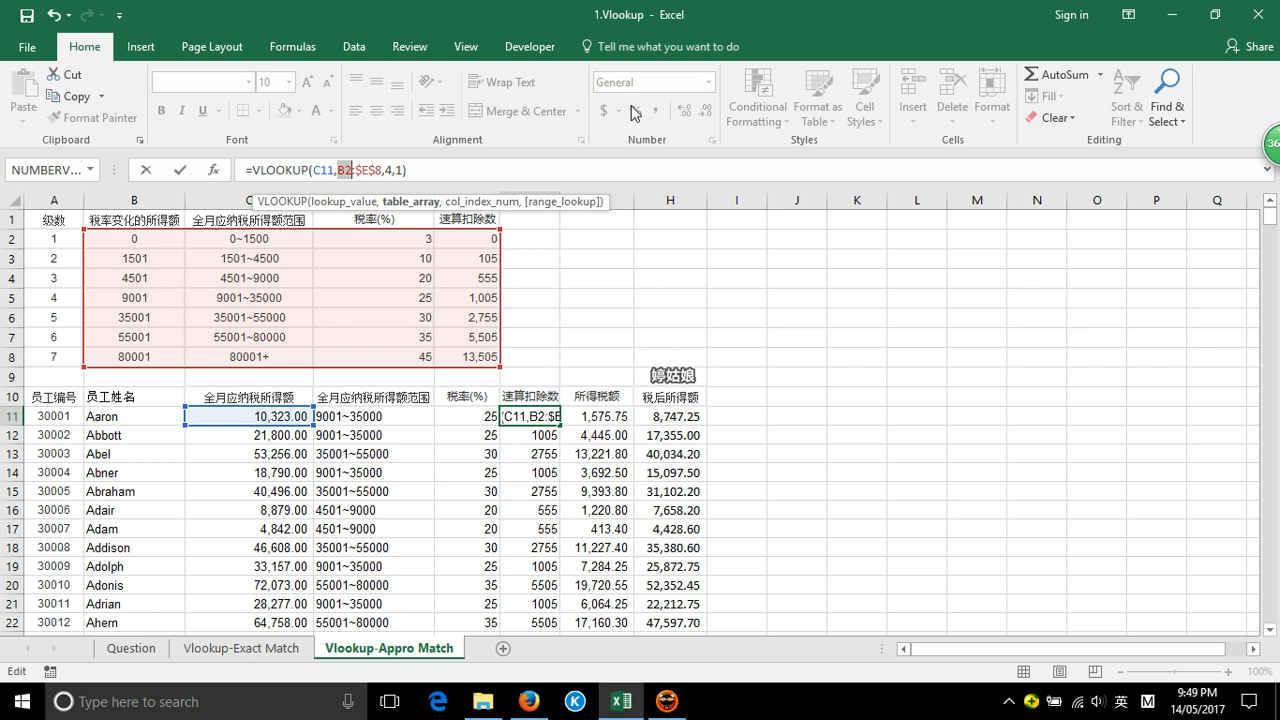 1.Vlookup - Excel
Sign in
File Home Insert Page Layout Formulas Data Review View Developer Tell me what you want to do Share
Paste Cut Copy Format Painter Clipboard
10 B I U A Font
Wrap Text Merge & Center Alignment
General $ Number
Conditional Formatting Format as Table Cell Styles Styles
Insert Delete Format Cells
AutoSum Fill Clear Sort & Filter Find & Select Editing
36
NUMBERV... fx =VLOOKUP(C11,B2:$E$8,4,1)
VLOOKUP(lookup_value, table_array, col_index_num, [range_lookup])
A B C H I J K L M N O P Q
1 级数 税率变化的所得额 全月应纳税所得额范围 税率(%) 速算扣除数
2 1 0 0~1500 3 0
3 2 1501 1501~4500 10 105
4 3 4501 4501~9000 20 555
5 4 9001 9001~35000 25 1,005
6 5 35001 35001~55000 30 2,755
7 6 55001 55001~80000 35 5,505
8 7 80001 80001+ 45 13,505
9 婷姑娘
10 员工编号 员工姓名 全月应纳税所得额 全月应纳税所得额范围 税率(%) 速算扣除数 所得税额 税后所得额
11 30001 Aaron 10,323.00 9001~35000 25 (C11,B2:$E 1,575.75 8,747.25
12 30002 Abbott 21,800.00 9001~35000 25 1005 4,445.00 17,355.00
13 30003 Abel 53,256.00 35001~55000 30 2755 13,221.80 40,034.20
14 30004 Abner 18,790.00 9001~35000 25 1005 3,692.50 15,097.50
15 30005 Abraham 40,496.00 35001~55000 30 2755 9,393.80 31,102.20
16 30006 Adair 8,879.00 4501~9000 20 555 1,220.80 7,658.20
17 30007 Adam 4,842.00 4501~9000 20 555 413.40 4,428.60
18 30008 Addison 46,608.00 35001~55000 30 2755 11,227.40 35,380.60
19 30009 Adolph 33,157.00 9001~35000 25 1005 7,284.25 25,872.75
20 30010 Adonis 72,073.00 55001~80000 35 5505 19,720.55 52,352.45
21 30011 Adrian 28,277.00 9001~35000 25 1005 6,064.25 22,212.75
22 30012 Ahern 64,758.00 55001~80000 35 5505 17,160.30 47,597.70
Question Vlookup-Exact Match Vlookup-Appro Match
Edit 100%
Type here to search 英 M 9:49 PM
14/05/2017